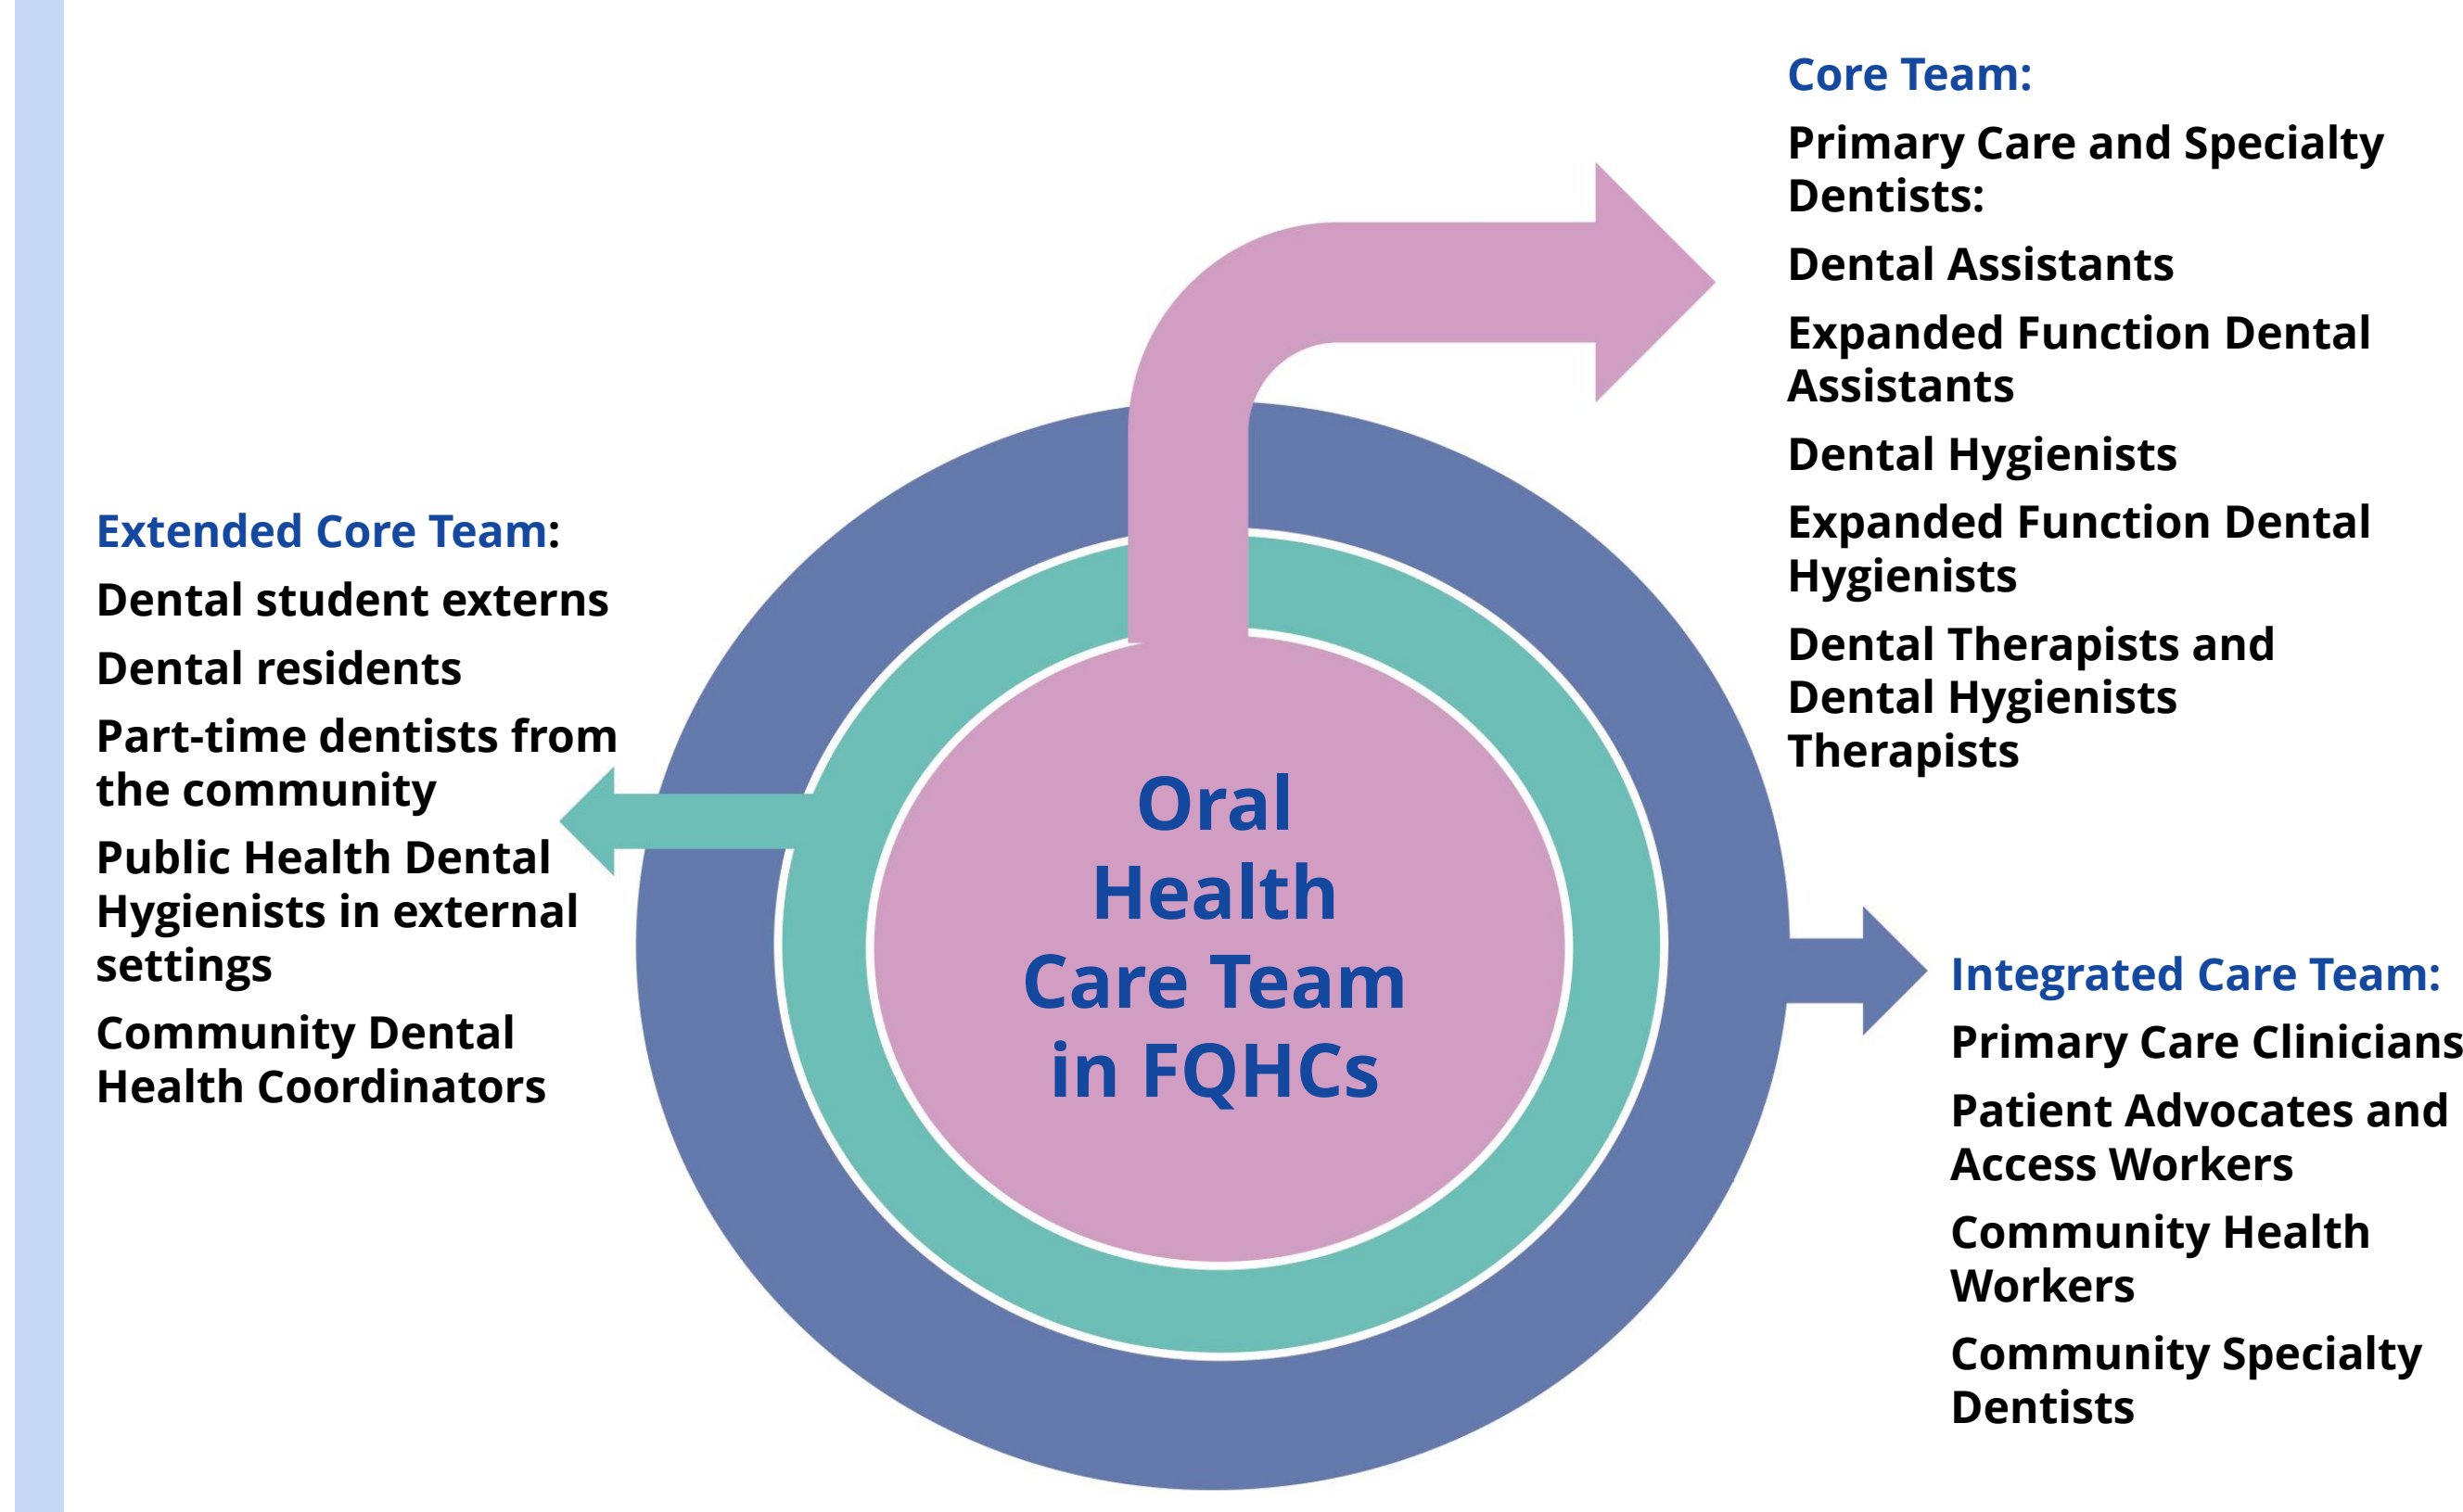 Core Team:
Primary Care and Specialty
Dentists:
Dental Assistants
Expanded Function Dental
Assistants
Dental Hygienists
Expanded Function Dental
Hygienists
Dental Therapists and
Dental Hygienists
Therapists
Extended Core Team:
Dental student externs
Dental residents
Part-time dentists from
the community
Public Health Dental
Hygienists in external
settings
Community Dental
Health Coordinators
Oral
Health
Care Team
in FQHCs
Integrated Care Team:
Primary Care Clinicians
Patient Advocates and
Access Workers
Community Health
Workers
Community Specialty
Dentists